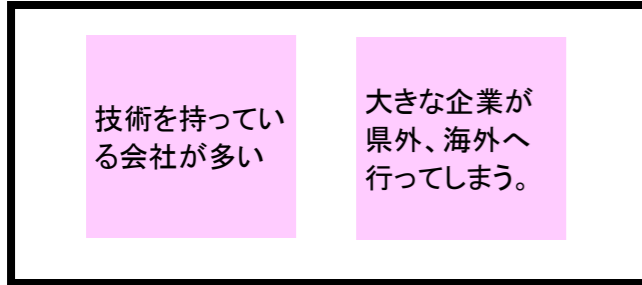 技術を持ってい
る会社が多い
大きな企業が
県外、海外へ
行ってしまう。